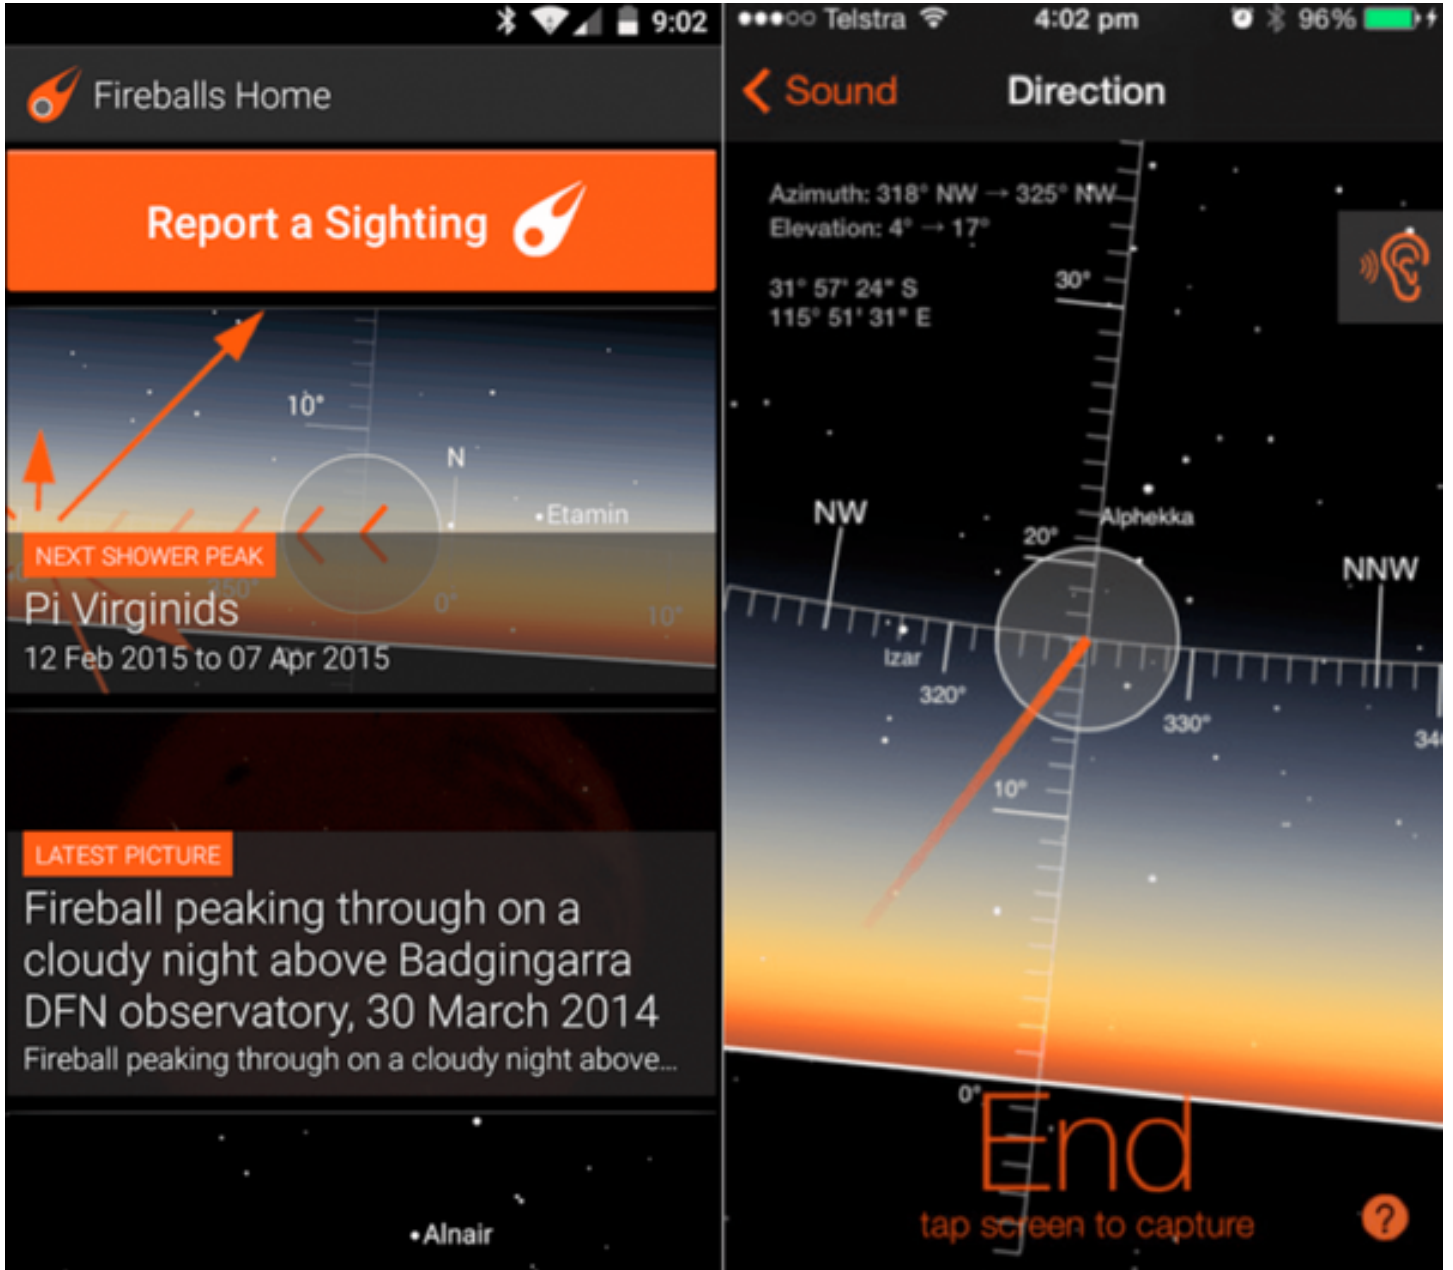 9:02
Fireballs Home
Report a Sighting
10°
N
Etamin
NEXT SHOWER PEAK
350°
0°
10°
Pi Virginids
12 Feb 2015 to 07 Apr 2015
LATEST PICTURE
Fireball peaking through on a
cloudy night above Badgingarra
DFN observatory, 30 March 2014
Fireball peaking through on a cloudy night above...
Alnair
Telstra 4:02 pm 96%
Sound Direction
Azimuth: 318° NW → 325° NW
Elevation: 4° → 17°
31° 57' 24" S
115° 51' 31" E
30°
NW
Alphekka
20°
NNW
Izar
320°
330°
34
10°
0°
End
tap screen to capture
?